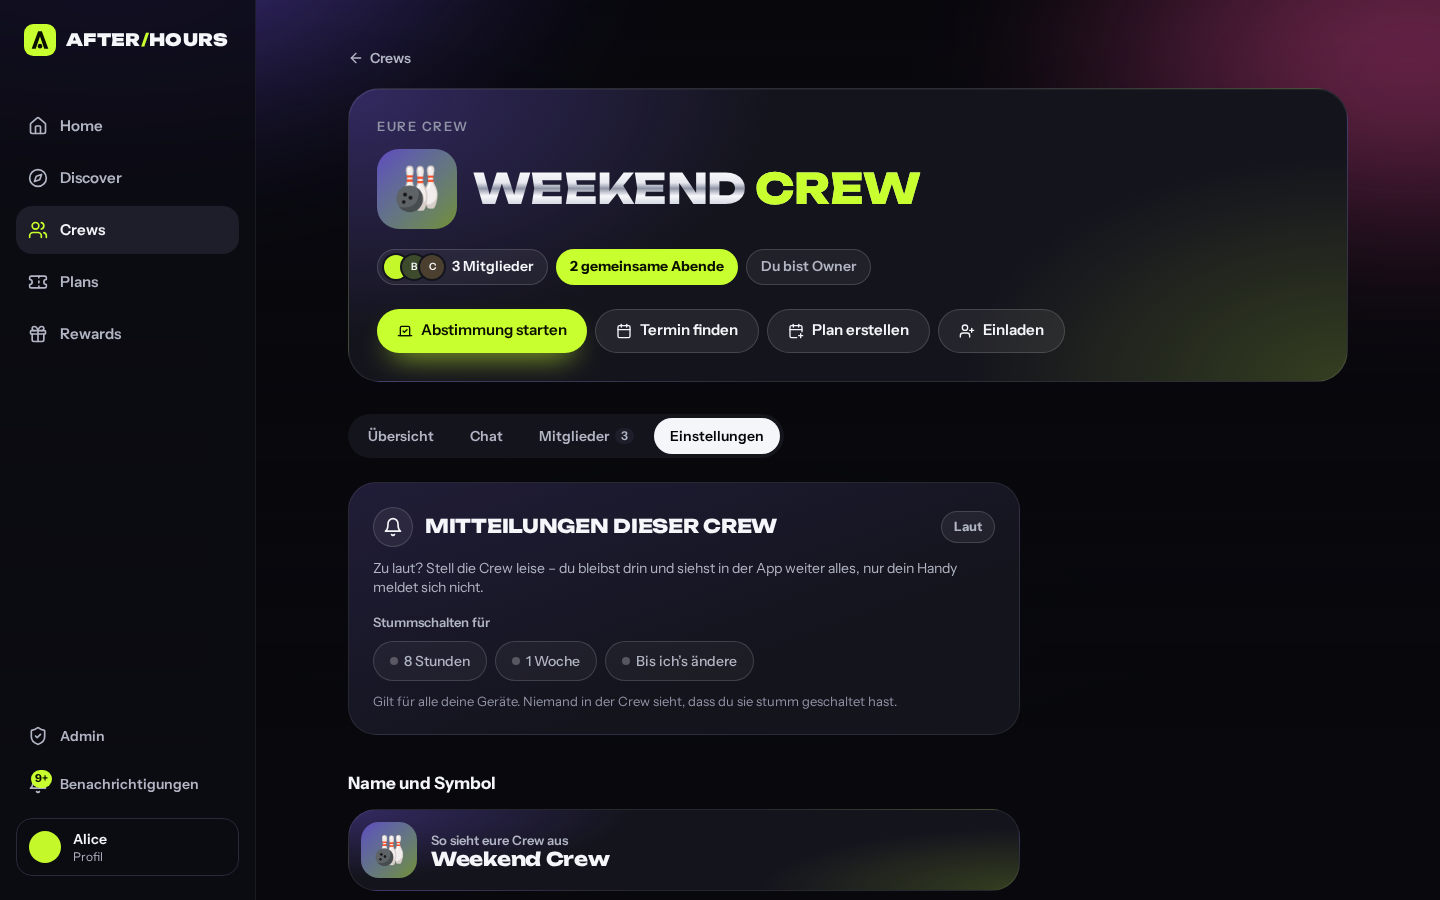 AFTER/HOURS
Home
Discover
Crews
Plans
Rewards
Admin
9+
Benachrichtigungen
Alice
Profil
Crews
EURE CREW
WEEKEND CREW
B C 3 Mitglieder
2 gemeinsame Abende
Du bist Owner
Abstimmung starten
Termin finden
Plan erstellen
Einladen
Übersicht
Chat
Mitglieder 3
Einstellungen
MITTEILUNGEN DIESER CREW
Laut
Zu laut? Stell die Crew leise – du bleibst drin und siehst in der App weiter alles, nur dein Handy
meldet sich nicht.
Stummschalten für
8 Stunden
1 Woche
Bis ich's ändere
Gilt für alle deine Geräte. Niemand in der Crew sieht, dass du sie stumm geschaltet hast.
Name und Symbol
So sieht eure Crew aus
Weekend Crew